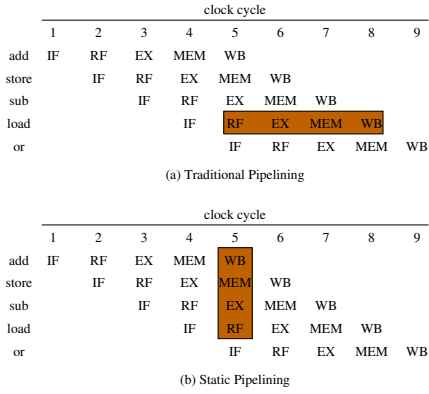 clock cycle
1 2 3 4 5 6 7 8 9
add IF RF EX MEM WB
store IF RF EX MEM WB
sub IF RF EX MEM WB
load IF RF EX MEM WB
or IF RF EX MEM WB
(a) Traditional Pipelining
clock cycle
1 2 3 4 5 6 7 8 9
add IF RF EX MEM WB
store IF RF EX MEM WB
sub IF RF EX MEM WB
load IF RF EX MEM WB
or IF RF EX MEM WB
(b) Static Pipelining